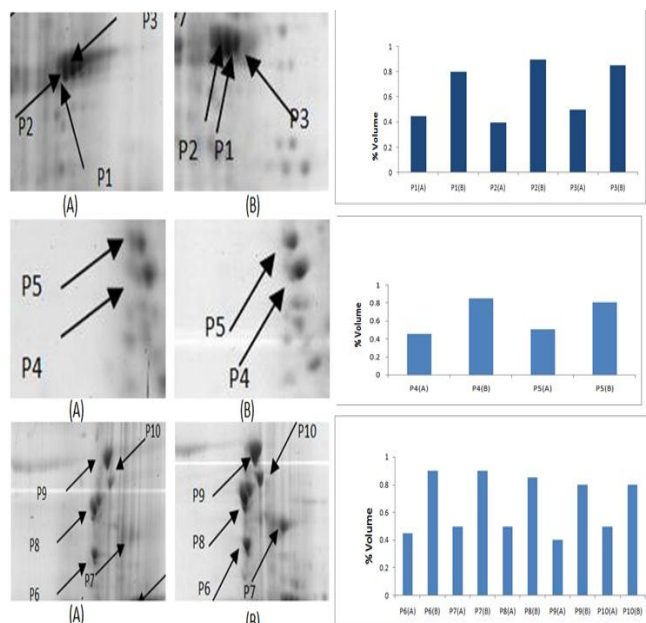 P3
P2
P1
(A)
P2
P1
P3
(B)
% Volume
1
0.8
0.6
0.4
0.2
0
P1(A) P1(B) P2(A) P2(B) P3(A) P3(B)
P5
P4
(A)
P5
P4
(B)
% Volume
1
0.8
0.6
0.4
0.2
0
P4(A) P4(B) P5(A) P5(B)
P10
P9
P8
P7
P6
(A)
P10
P9
P8
P6
P7
(B)
% Volume
1
0.8
0.6
0.4
0.2
0
P6(A) P6(B) P7(A) P7(B) P8(A) P8(B) P9(A) P9(B) P10(A) P10(B)